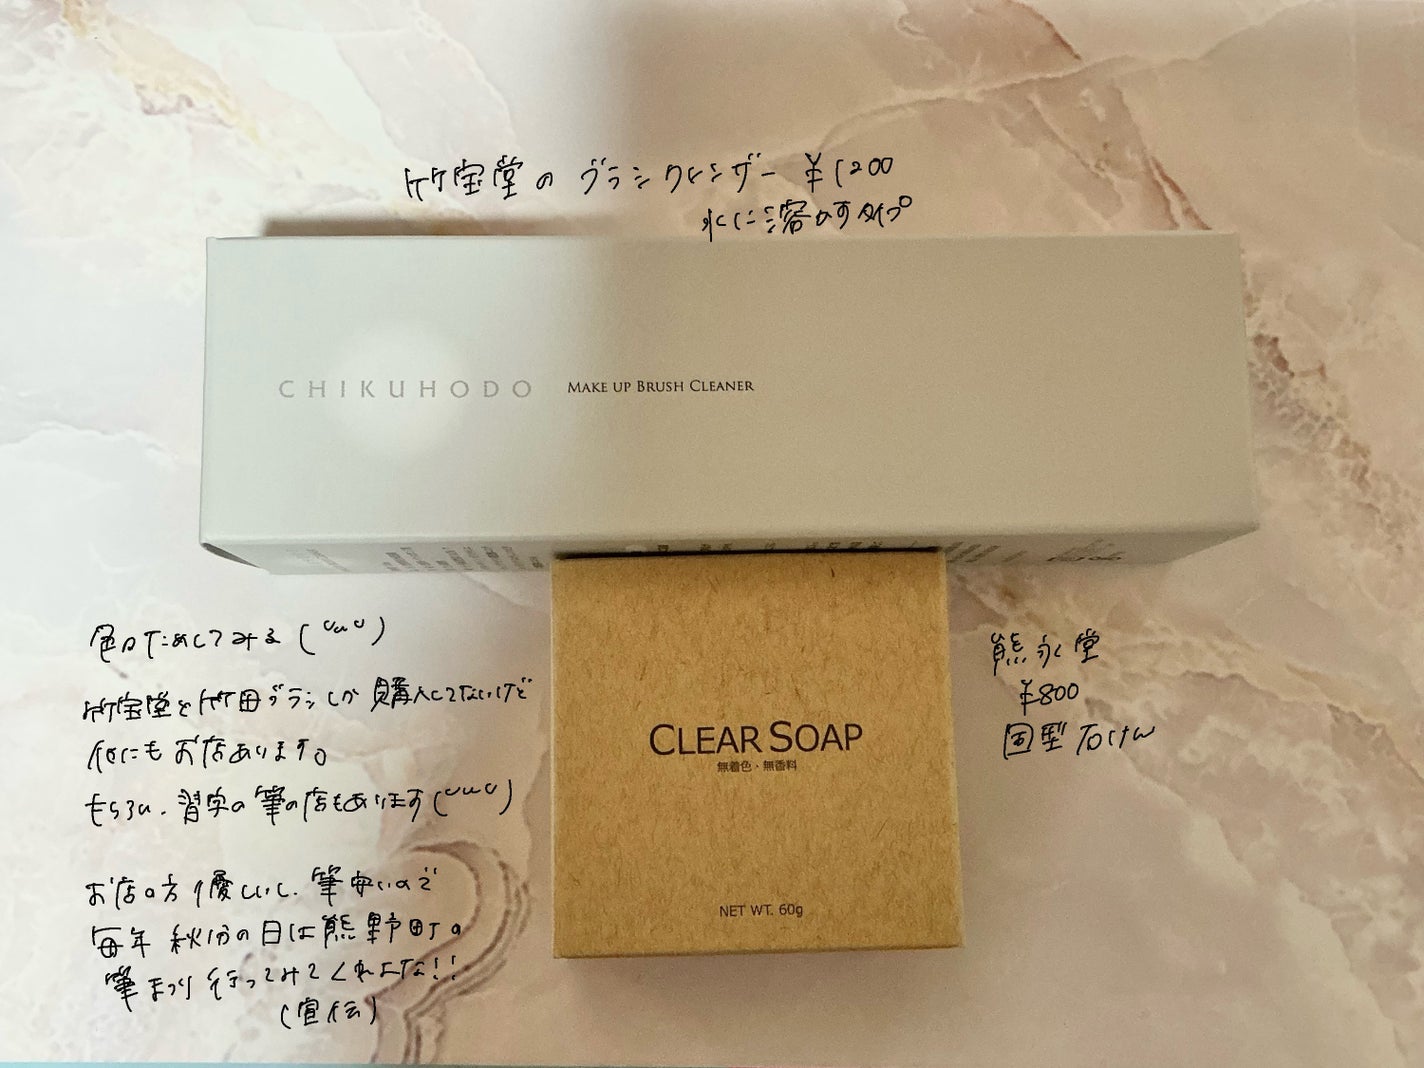 竹宝堂の ブラシクレンザー ¥1200
水に溶かすタイプ
CHIKUHODO MAKE UP BRUSH CLEANER
色々ためしてみる (
竹宝堂と竹田ブラシしか購入してないけど
他にもお店あります。
もちろん、習字の筆の店もあります(
お店の方 優しいし、筆安いので
毎年 秋分の日は熊野町の
筆まつり行ってみてくれよな!!
(宣伝)
CLEAR SOAP
無着色・無香料
NET WT. 60g
熊永堂
¥800
固型石けん